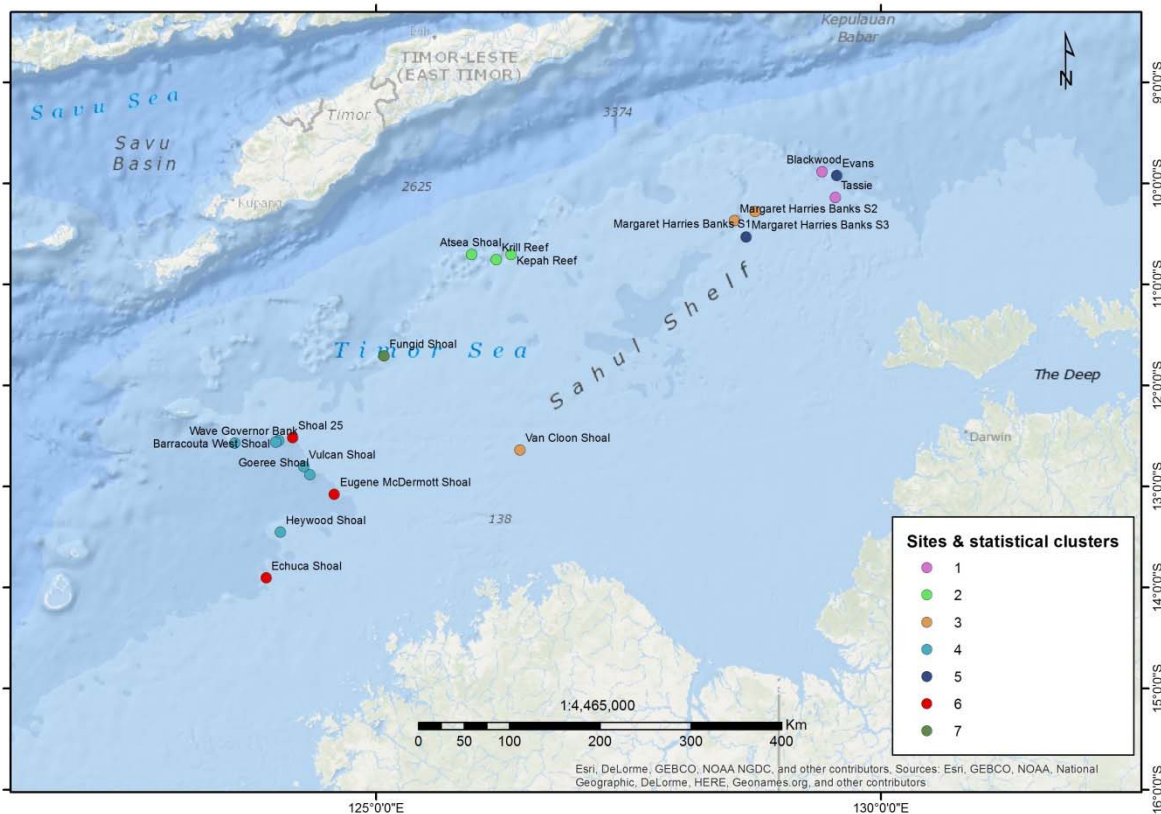 Kepulauan
Babar
Dili
TIMOR-LESTE
(EAST TIMOR)
Savu Sea
Timor
Savu
Basin
3374
2625
Kupang
N
Blackwood
Evans
Tassie
Margaret Harries Banks S2
Margaret Harries Banks S1
Margaret Harries Banks S3
Atsea Shoal
Krill Reef
Kepah Reef
Sahul Shelf
Fungid Shoal
Timor Sea
The Deep
Darwin
Wave Governor Bank
Shoal 25
Barracouta West Shoal
Vulcan Shoal
Goeree Shoal
Eugene McDermott Shoal
Van Cloon Shoal
Heywood Shoal
138
Echuca Shoal
Sites & statistical clusters
1
2
3
4
5
6
7
1:4,465,000
Km
0 50 100 200 300 400
Esri, DeLorme, GEBCO, NOAA NGDC, and other contributors, Sources: Esri, GEBCO, NOAA, National
Geographic, DeLorme, HERE, Geonames.org, and other contributors
9°0'0"S
10°0'0"S
11°0'0"S
12°0'0"S
13°0'0"S
14°0'0"S
15°0'0"S
16°0'0"S
125°0'0"E
130°0'0"E